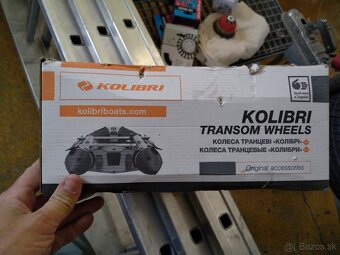 KOLIBRI
kolibriboats.com
KOLIBRI
TRANSOM WHEELS
КОЛЕСА ТРАНЦЕВІ «КОЛІБРІ»
КОЛЕСА ТРАНЦЕВЫЕ «КОЛИБРИ»
Original accessories
© Bazos.sk